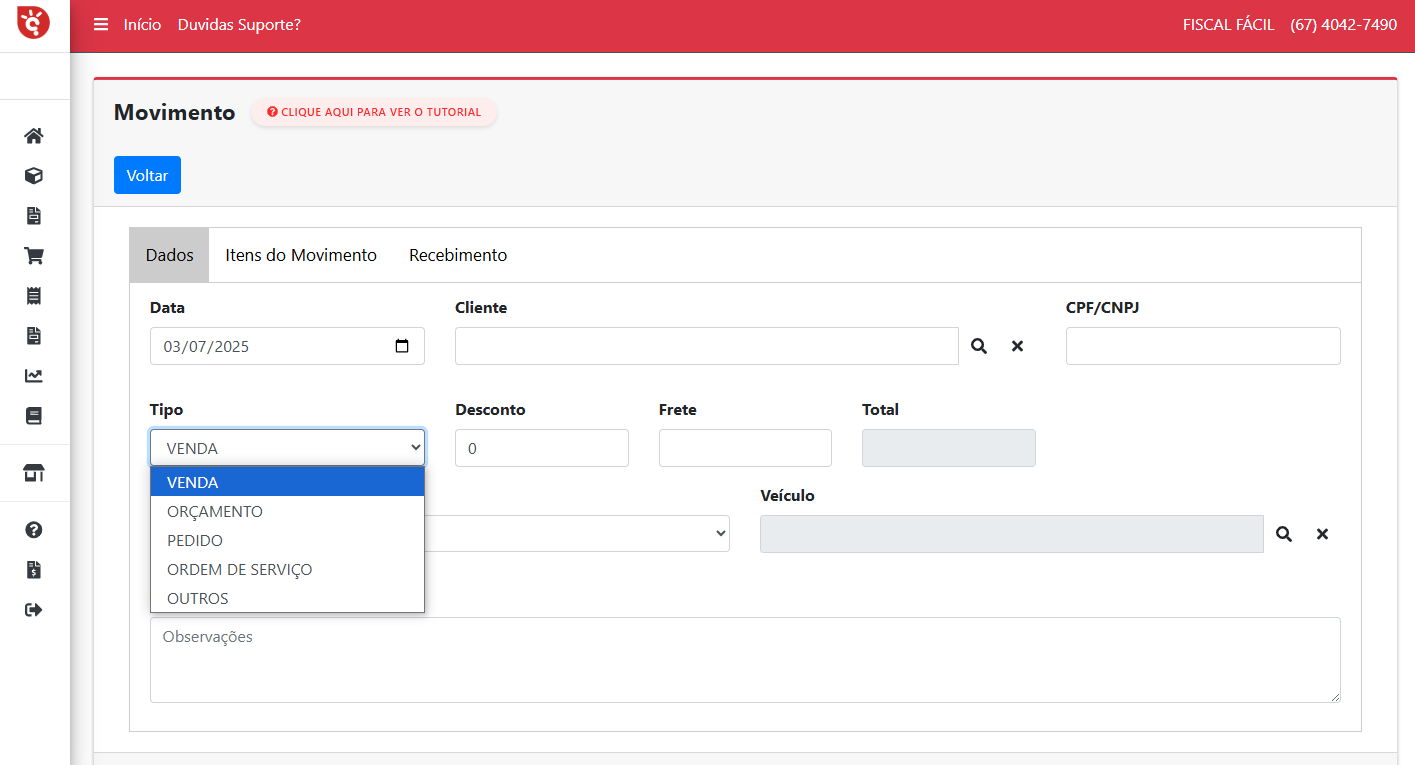 Início Duvidas Suporte? FISCAL FÁCIL (67) 4042-7490
Movimento CLIQUE AQUI PARA VER O TUTORIAL
Voltar
Dados Itens do Movimento Recebimento
Data Cliente CPF/CNPJ
03/07/2025
Tipo Desconto Frete Total
VENDA 0
VENDA
Veículo
ORÇAMENTO
PEDIDO
ORDEM DE SERVIÇO
OUTROS
Observações